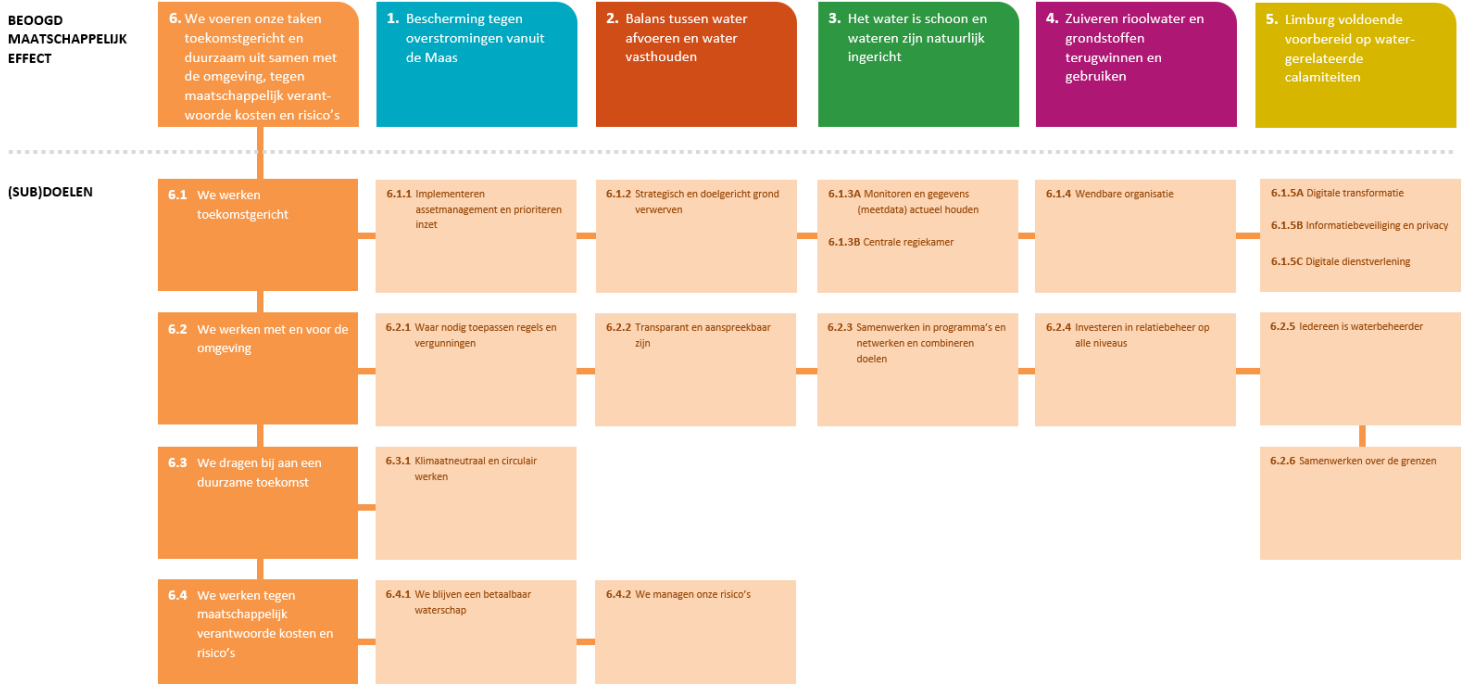 BEOOGD
MAATSCHAPPELIJK
EFFECT
6. We voeren onze taken
toekomstgericht en
duurzaam uit samen met
de omgeving, tegen
maatschappelijk verant-
woorde kosten en risico's
1. Bescherming tegen
overstromingen vanuit
de Maas
2. Balans tussen water
afvoeren en water
vasthouden
3. Het water is schoon en
wateren zijn natuurlijk
ingericht
4. Zuiveren rioolwater en
grondstoffen
terugwinnen en
gebruiken
5. Limburg voldoende
voorbereid op water-
gerelateerde
calamiteiten
(SUB)DOELEN
6.1 We werken
toekomstgericht
6.1.1 Implementeren
assetmanagement en prioriteren
inzet
6.1.2 Strategisch en doelgericht grond
verwerven
6.1.3A Monitoren en gegevens
(meetdata) actueel houden
6.1.3B Centrale regiekamer
6.1.4 Wendbare organisatie
6.1.5A Digitale transformatie
6.1.5B Informatiebeveiliging en privacy
6.1.5C Digitale dienstverlening
6.2 We werken met en voor de
omgeving
6.2.1 Waar nodig toepassen regels en
vergunningen
6.2.2 Transparant en aanspreekbaar
zijn
6.2.3 Samenwerken in programma's en
netwerken en combineren
doelen
6.2.4 Investeren in relatiebeheer op
alle niveaus
6.2.5 Iedereen is waterbeheerder
6.3 We dragen bij aan een
duurzame toekomst
6.3.1 Klimaatneutraal en circulair
werken
6.2.6 Samenwerken over de grenzen
6.4 We werken tegen
maatschappelijk
verantwoorde kosten en
risico's
6.4.1 We blijven een betaalbaar
waterschap
6.4.2 We managen onze risico's